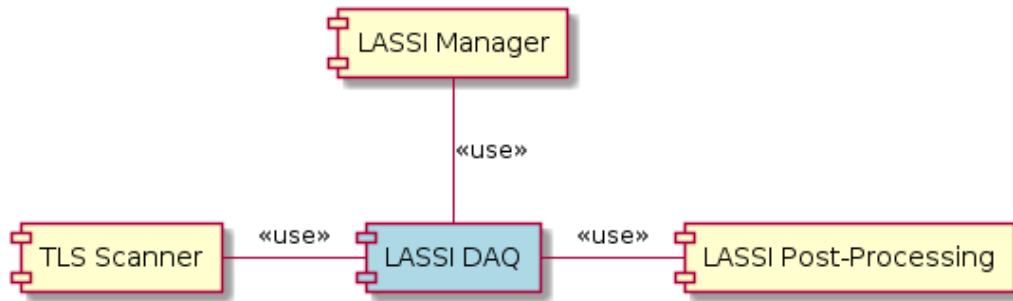 LASSI Manager
«use»
TLS Scanner
«use»
LASSI DAQ
«use»
LASSI Post-Processing